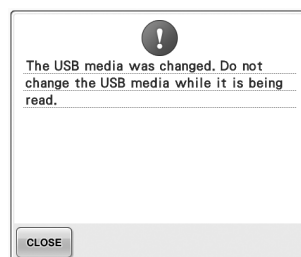 The USB media was changed. Do not
change the USB media while it is being
read.
CLOSE